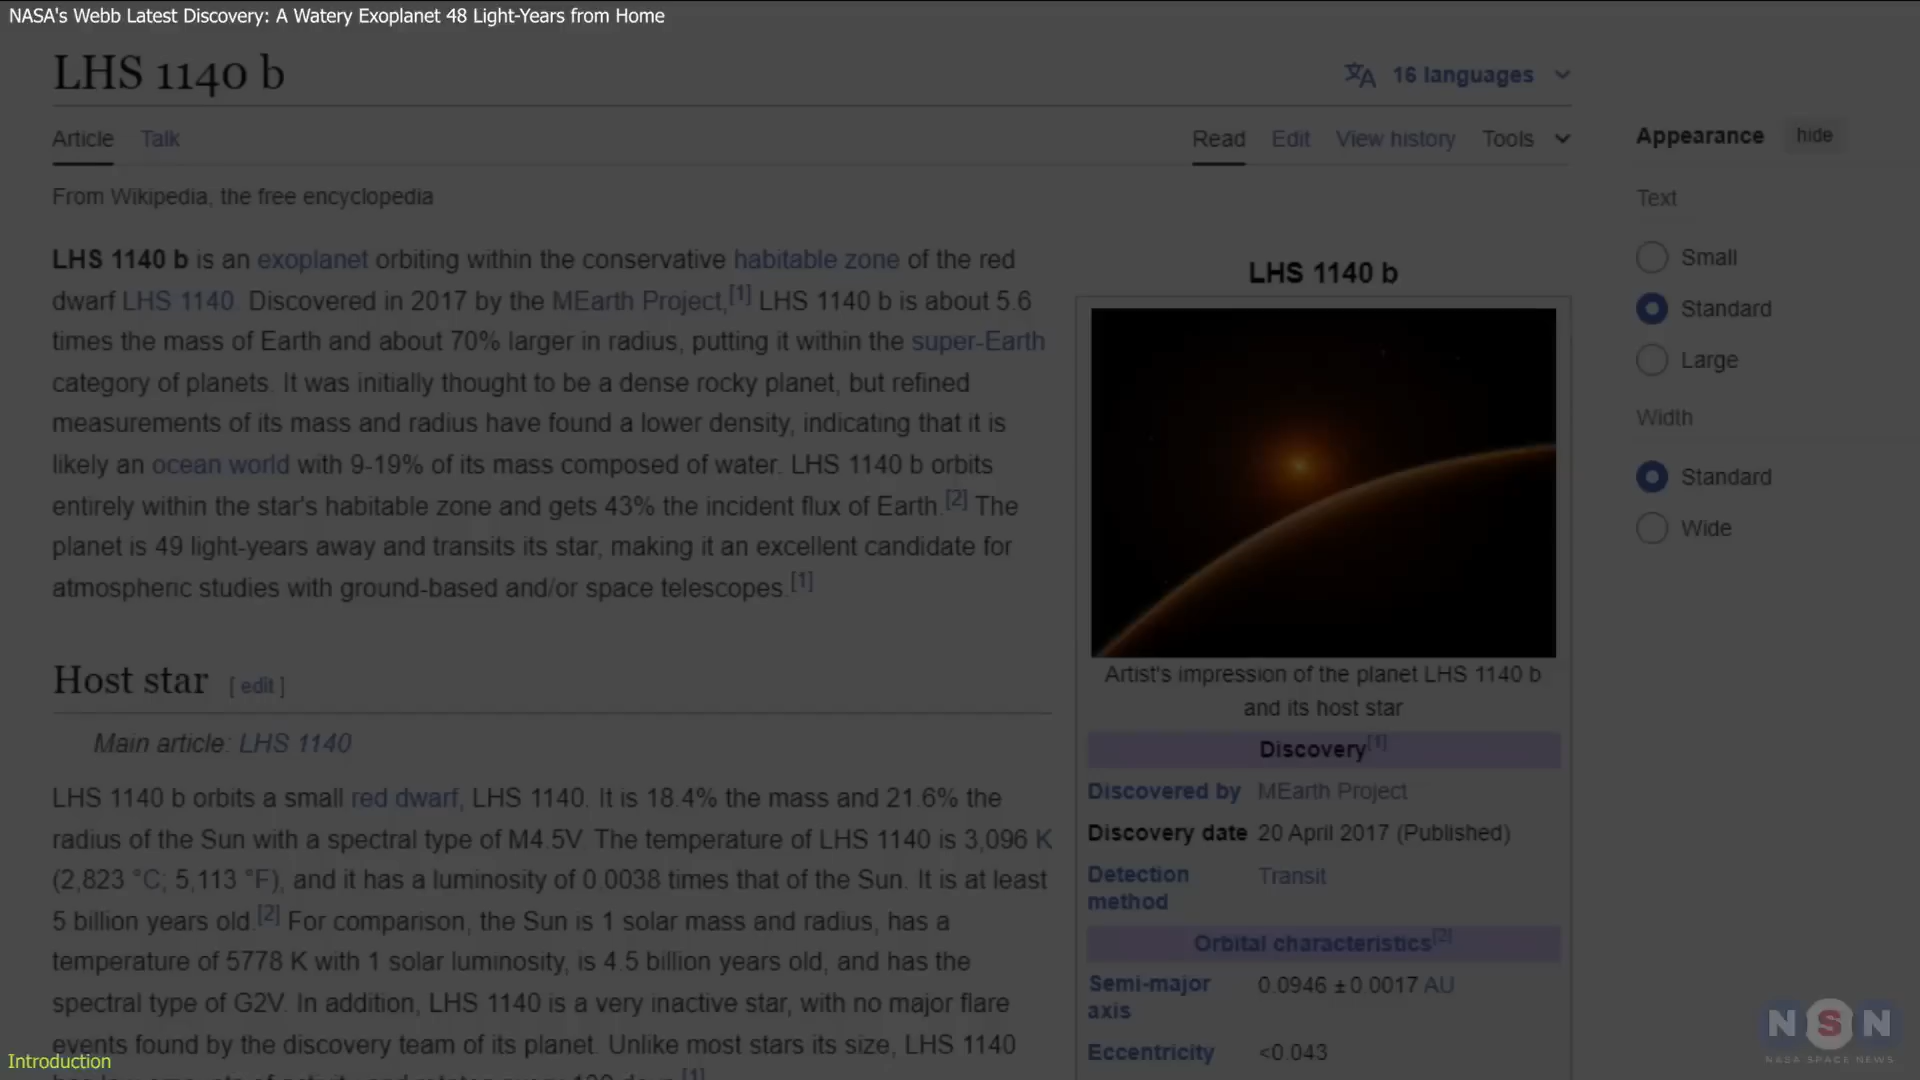 NASA's Webb Latest Discovery: A Watery Exoplanet 48 Light-Years from Home
LHS 1140 b
16 languages
Article Talk
Read Edit View history Tools
From Wikipedia, the free encyclopedia
LHS 1140 b is an exoplanet orbiting within the conservative habitable zone of the red
dwarf LHS 1140. Discovered in 2017 by the MEarth Project,[1] LHS 1140 b is about 5.6
times the mass of Earth and about 70% larger in radius, putting it within the super-Earth
category of planets. It was initially thought to be a dense rocky planet, but refined
measurements of its mass and radius have found a lower density, indicating that it is
likely an ocean world with 9-19% of its mass composed of water. LHS 1140 b orbits
entirely within the star's habitable zone and gets 43% the incident flux of Earth.[2] The
planet is 49 light-years away and transits its star, making it an excellent candidate for
atmospheric studies with ground-based and/or space telescopes.[1]
Host star [ edit ]
Main article: LHS 1140
LHS 1140 b orbits a small red dwarf, LHS 1140. It is 18.4% the mass and 21.6% the
radius of the Sun with a spectral type of M4.5V. The temperature of LHS 1140 is 3,096 K
(2,823 °C; 5,113 °F), and it has a luminosity of 0.0038 times that of the Sun. It is at least
5 billion years old.[2] For comparison, the Sun is 1 solar mass and radius, has a
temperature of 5778 K with 1 solar luminosity, is 4.5 billion years old, and has the
spectral type of G2V. In addition, LHS 1140 is a very inactive star, with no major flare
events found by the discovery team of its planet. Unlike most stars its size, LHS 1140
LHS 1140 b
Artist's impression of the planet LHS 1140 b
and its host star
Discovery[1]
Discovered by MEarth Project
Discovery date 20 April 2017 (Published)
Detection method Transit
Orbital characteristics[2]
Semi-major axis 0.0946 ±0.0017 AU
Eccentricity <0.043
Appearance hide
Text
Small
Standard
Large
Width
Standard
Wide
NSN
NASA SPACE NEWS
Introduction